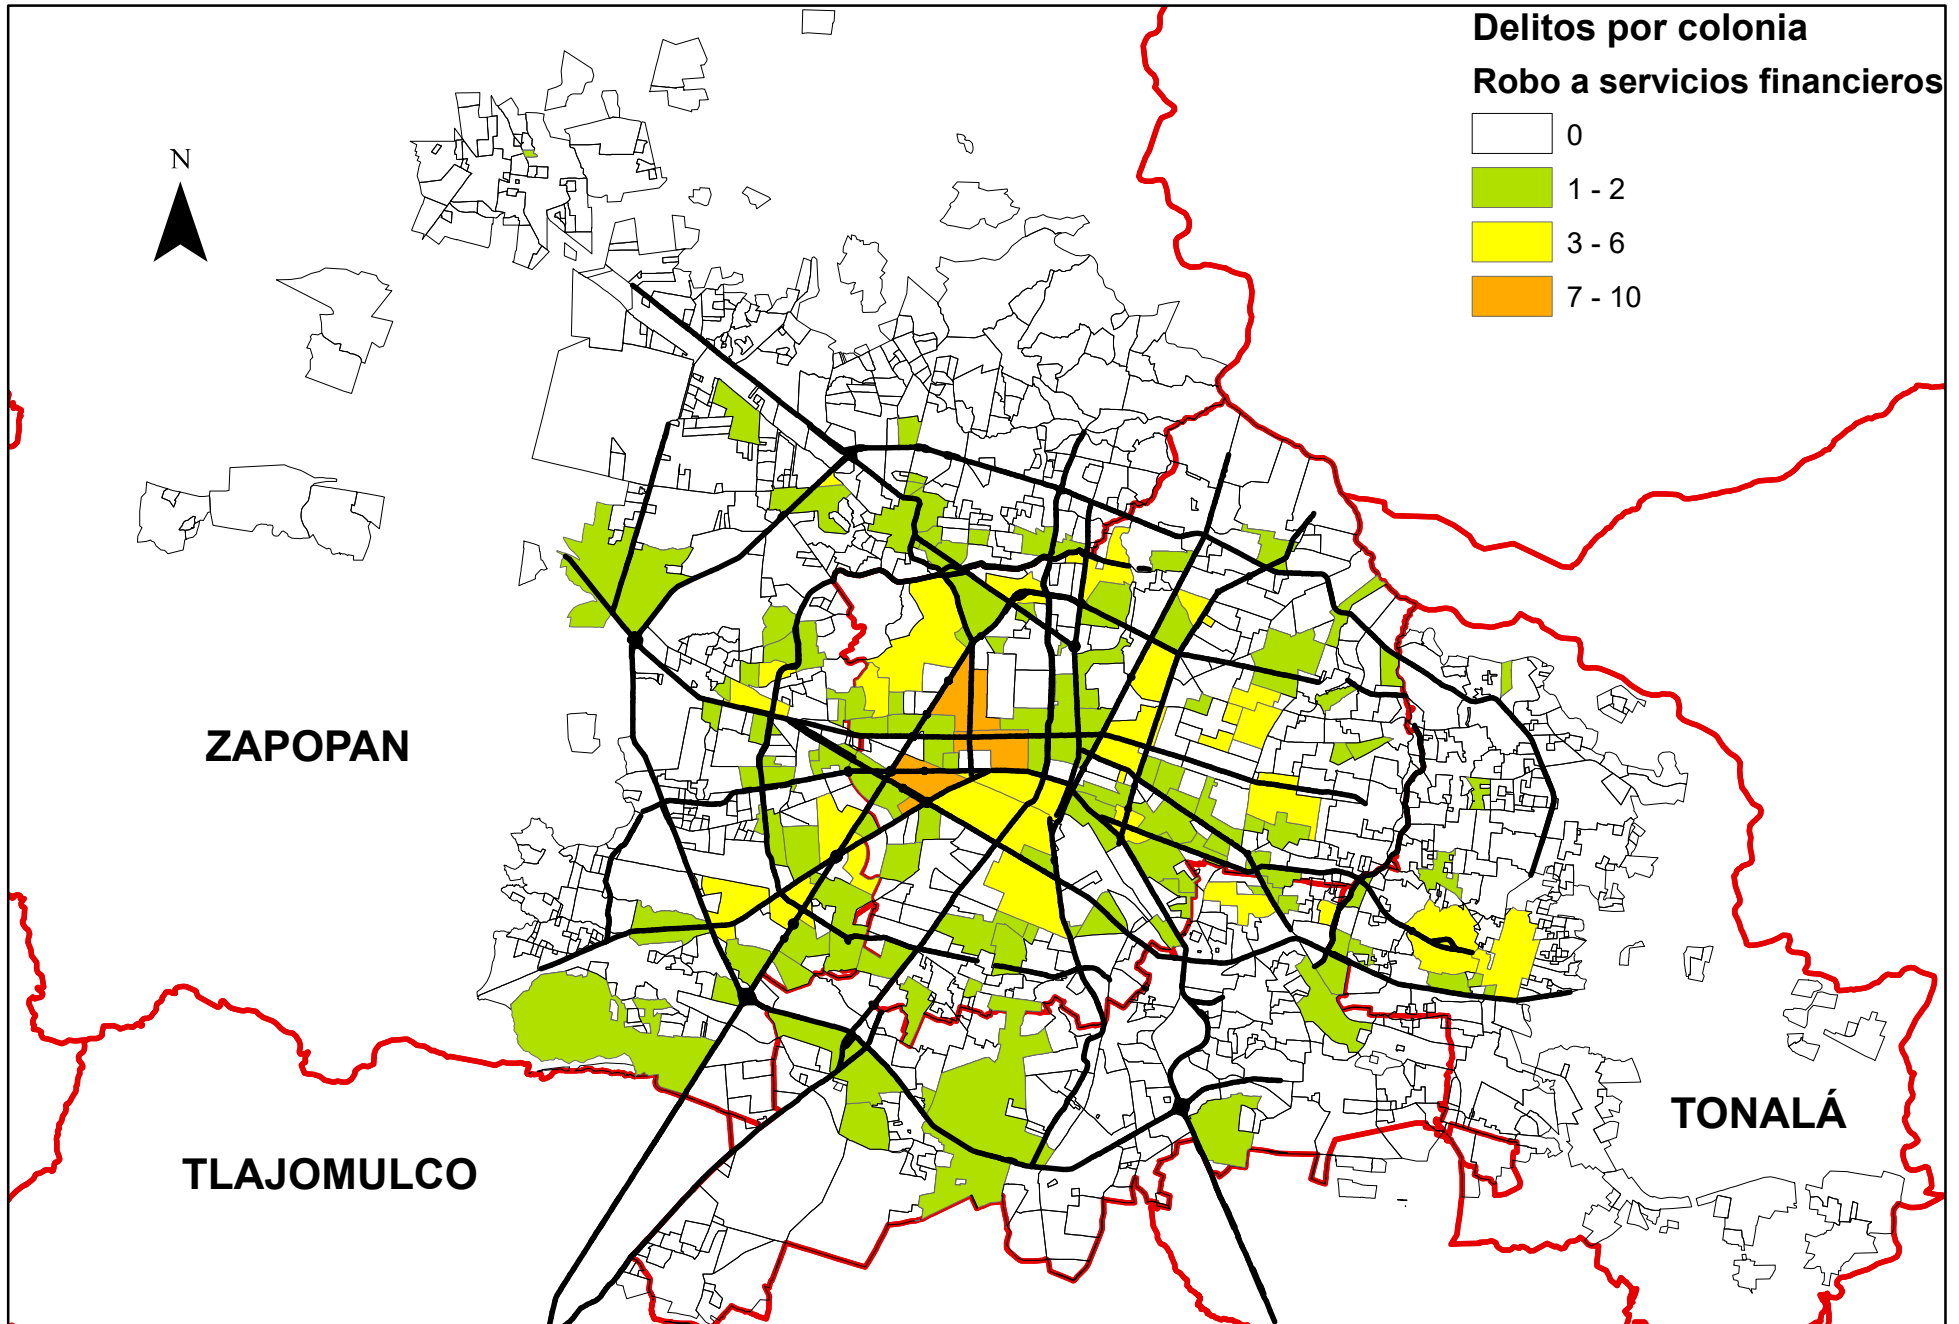 Delitos por colonia
Robo a servicios financieros
0
1 - 2
3 - 6
7 - 10
N
ZAPOPAN
TONALÁ
TLAJOMULCO